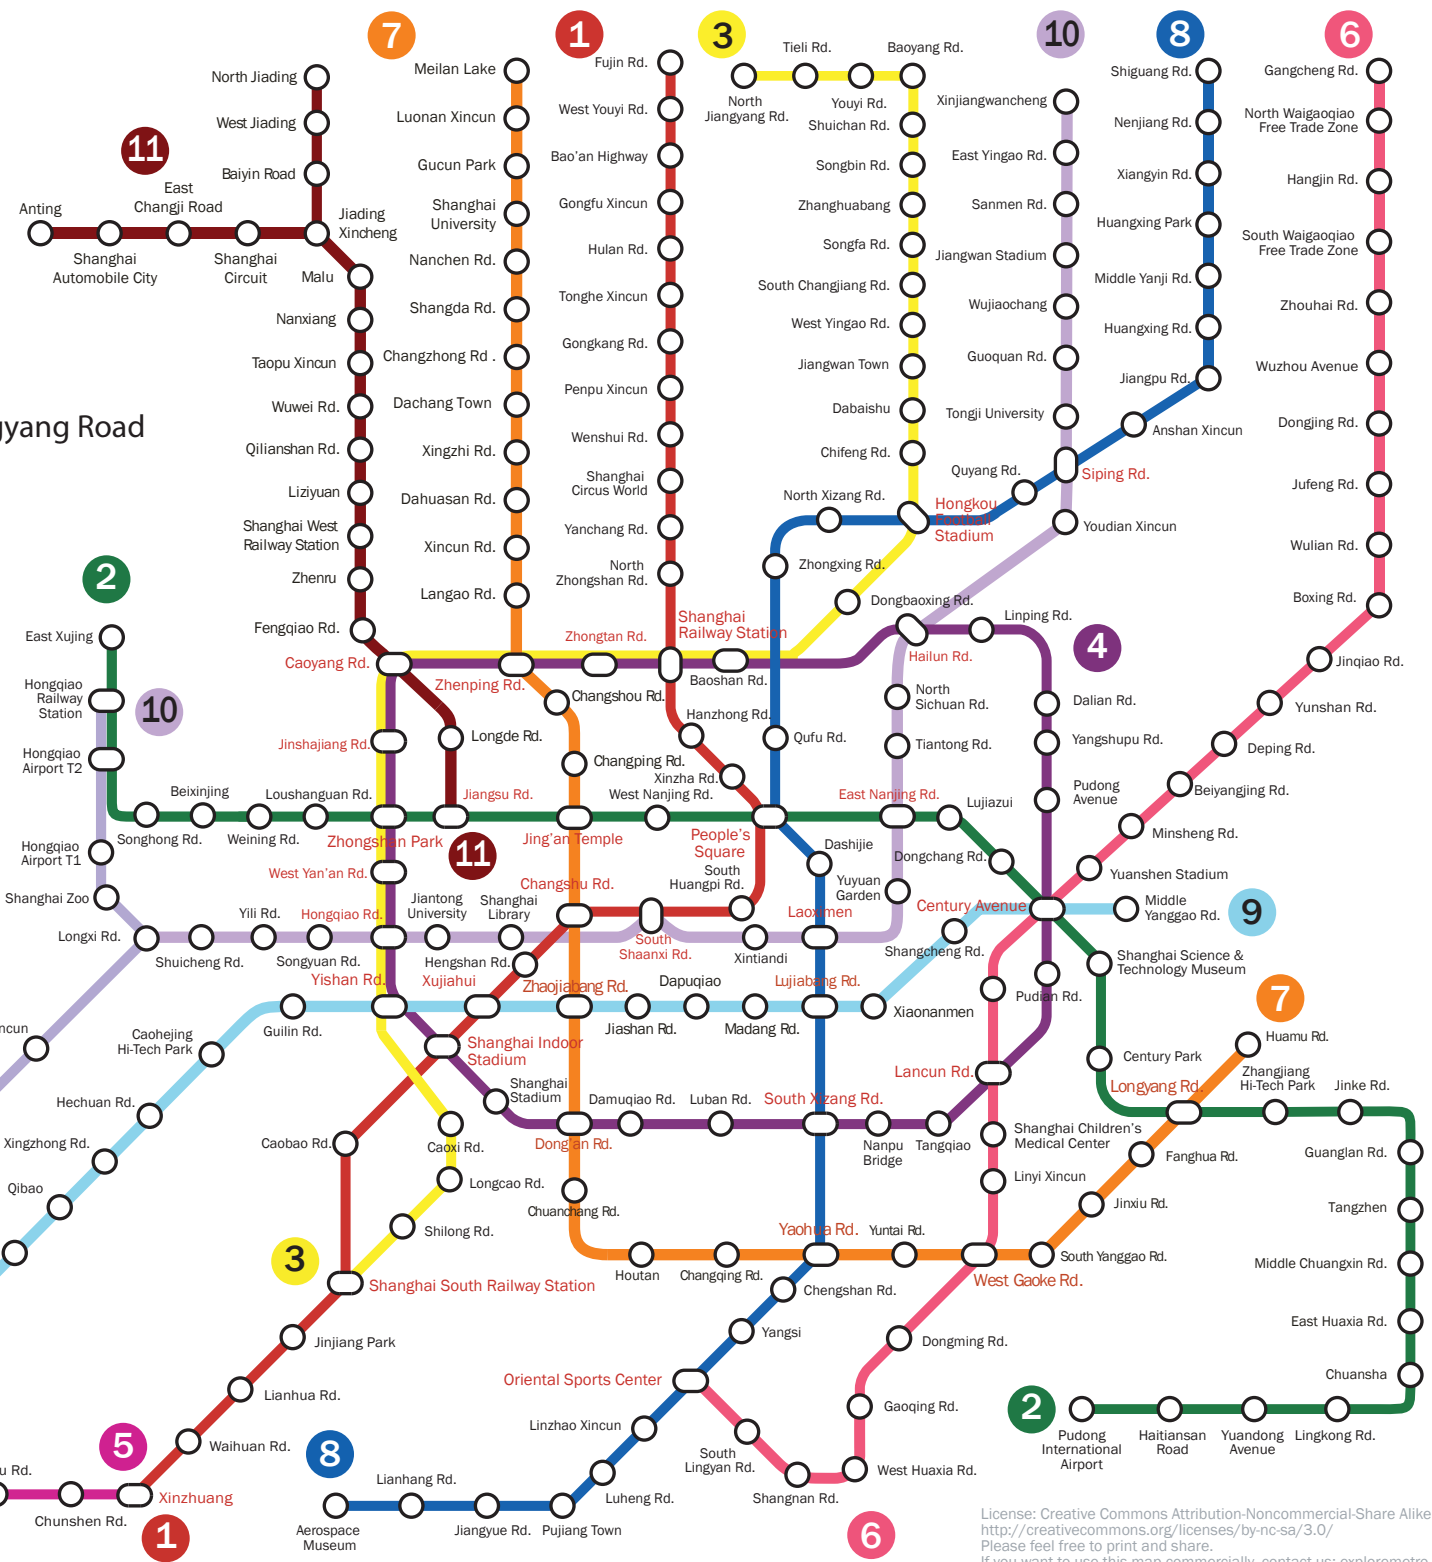 7
1
3
10
8
6
Tieli Rd.
Baoyang Rd.
North
Jiangyang Rd.
Youyi Rd.
North Jiading
West Jiading
Baiyin Road
11
East
Changji Road
Anting
Shanghai
Automobile City
Shanghai
Circuit
Jiading
Xincheng
Malu
Nanxiang
Taopu Xincun
Wuwei Rd.
Qilianshan Rd.
Liziyuan
Shanghai West
Railway Station
Zhenru
Fengqiao Rd.
Caoyang Rd.
gyang Road
Meilan Lake
Luonan Xincun
Gucun Park
Shanghai
University
Nanchen Rd.
Shangda Rd.
Changzhong Rd .
Dachang Town
Xingzhi Rd.
Dahuasan Rd.
Xincun Rd.
Langao Rd.
Zhenping Rd.
Fujin Rd.
West Youyi Rd.
Bao'an Highway
Gongfu Xincun
Hulan Rd.
Tonghe Xincun
Gongkang Rd.
Penpu Xincun
Wenshui Rd.
Shanghai
Circus World
Yanchang Rd.
North
Zhongshan Rd.
Zhongtan Rd.
Shanghai
Railway Station
Baoshan Rd.
Shuichan Rd.
Songbin Rd.
Zhanghuabang
Songfa Rd.
South Changjiang Rd.
West Yingao Rd.
Jiangwan Town
Dabaishu
Chifeng Rd.
North Xizang Rd.
Hongkou
Football
Stadium
Zhongxing Rd.
Dongbaoxing Rd.
Xinjiangwancheng
East Yingao Rd.
Sanmen Rd.
Jiangwan Stadium
Wujiaochang
Guoquan Rd.
Tongji University
Quyang Rd.
Siping Rd.
Youdian Xincun
Shiguang Rd.
Nenjiang Rd.
Xiangyin Rd.
Huangxing Park
Middle Yanji Rd.
Huangxing Rd.
Jiangpu Rd.
Anshan Xincun
Gangcheng Rd.
North Waigaoqiao
Free Trade Zone
Hangjin Rd.
South Waigaoqiao
Free Trade Zone
Zhouhai Rd.
Wuzhou Avenue
Dongjing Rd.
Jufeng Rd.
Wulian Rd.
Boxing Rd.
Jinqiao Rd.
Yunshan Rd.
Deping Rd.
Beiyangjing Rd.
Minsheng Rd.
Yuanshen Stadium
Linping Rd.
Hailun Rd.
4
Dalian Rd.
Yangshupu Rd.
Pudong
Avenue
North
Sichuan Rd.
Tiantong Rd.
East Nanjing Rd.
Lujiazui
Dongchang Rd.
Century Avenue
Middle
Yanggao Rd.
9
2
East Xujing
Hongqiao
Railway
Station
10
Hongqiao
Airport T2
Hongqiao
Airport T1
Shanghai Zoo
Longxi Rd.
Beixinjing
Loushanguan Rd.
Songhong Rd.
Weining Rd.
Jinshajiang Rd.
Zhongshan Park
Longde Rd.
Jiangsu Rd.
11
Changshou Rd.
Changping Rd.
Jing'an Temple
West Nanjing Rd.
Hanzhong Rd.
Xinzha Rd.
People's
Square
Qufu Rd.
Dashijie
Yuyuan
Garden
Laoximen
South
Huangpi Rd.
Changshu Rd.
South
Shaanxi Rd.
Xintiandi
West Yan'an Rd.
Hongqiao Rd.
Jiantong
University
Shanghai
Library
Yili Rd.
Shuicheng Rd.
Songyuan Rd.
Hengshan Rd.
Yishan Rd.
Xujiahui
Zhaojiabang Rd.
Dapuqiao
Lujiabang Rd.
Jiashan Rd.
Madang Rd.
Xiaonanmen
Shangcheng Rd.
Pudian Rd.
Shanghai Science &
Technology Museum
7
Huamu Rd.
Century Park
Zhangjiang
Hi-Tech Park
Jinke Rd.
Longyang Rd.
Fanghua Rd.
Jinxiu Rd.
South Yanggao Rd.
Guanglan Rd.
Tangzhen
Middle Chuangxin Rd.
East Huaxia Rd.
Chuansha
2
Pudong
International
Airport
Haitiansan
Road
Yuandong
Avenue
Lingkong Rd.
ncun
Guilin Rd.
Caohejing
Hi-Tech Park
Hechuan Rd.
Xingzhong Rd.
Qibao
Shanghai Indoor
Stadium
Shanghai
Stadium
Caobao Rd.
Caoxi Rd.
Longcao Rd.
Shilong Rd.
3
Shanghai South Railway Station
Dong'an Rd.
Damuqiao Rd.
Luban Rd.
South Xizang Rd.
Nanpu
Bridge
Tangqiao
Lancun Rd.
Shanghai Children's
Medical Center
Linyi Xincun
Chuanchang Rd.
Houtan
Changqing Rd.
Yaohua Rd.
Yuntai Rd.
West Gaoke Rd.
Chengshan Rd.
Yangsi
Dongming Rd.
Gaoqing Rd.
West Huaxia Rd.
Shangnan Rd.
South
Lingyan Rd.
Oriental Sports Center
Linzhao Xincun
Luheng Rd.
Pujiang Town
Jiangyue Rd.
Lianhang Rd.
Aerospace
Museum
8
6
Jinjiang Park
Lianhua Rd.
Waihuan Rd.
5
Xinzhuang
1
u Rd.
Chunshen Rd.
License: Creative Commons Attribution-Noncommercial-Share Alike
http://creativecommons.org/licenses/by-nc-sa/3.0/
Please feel free to print and share.
If you want to use this map commercially, contact us: exploremetro